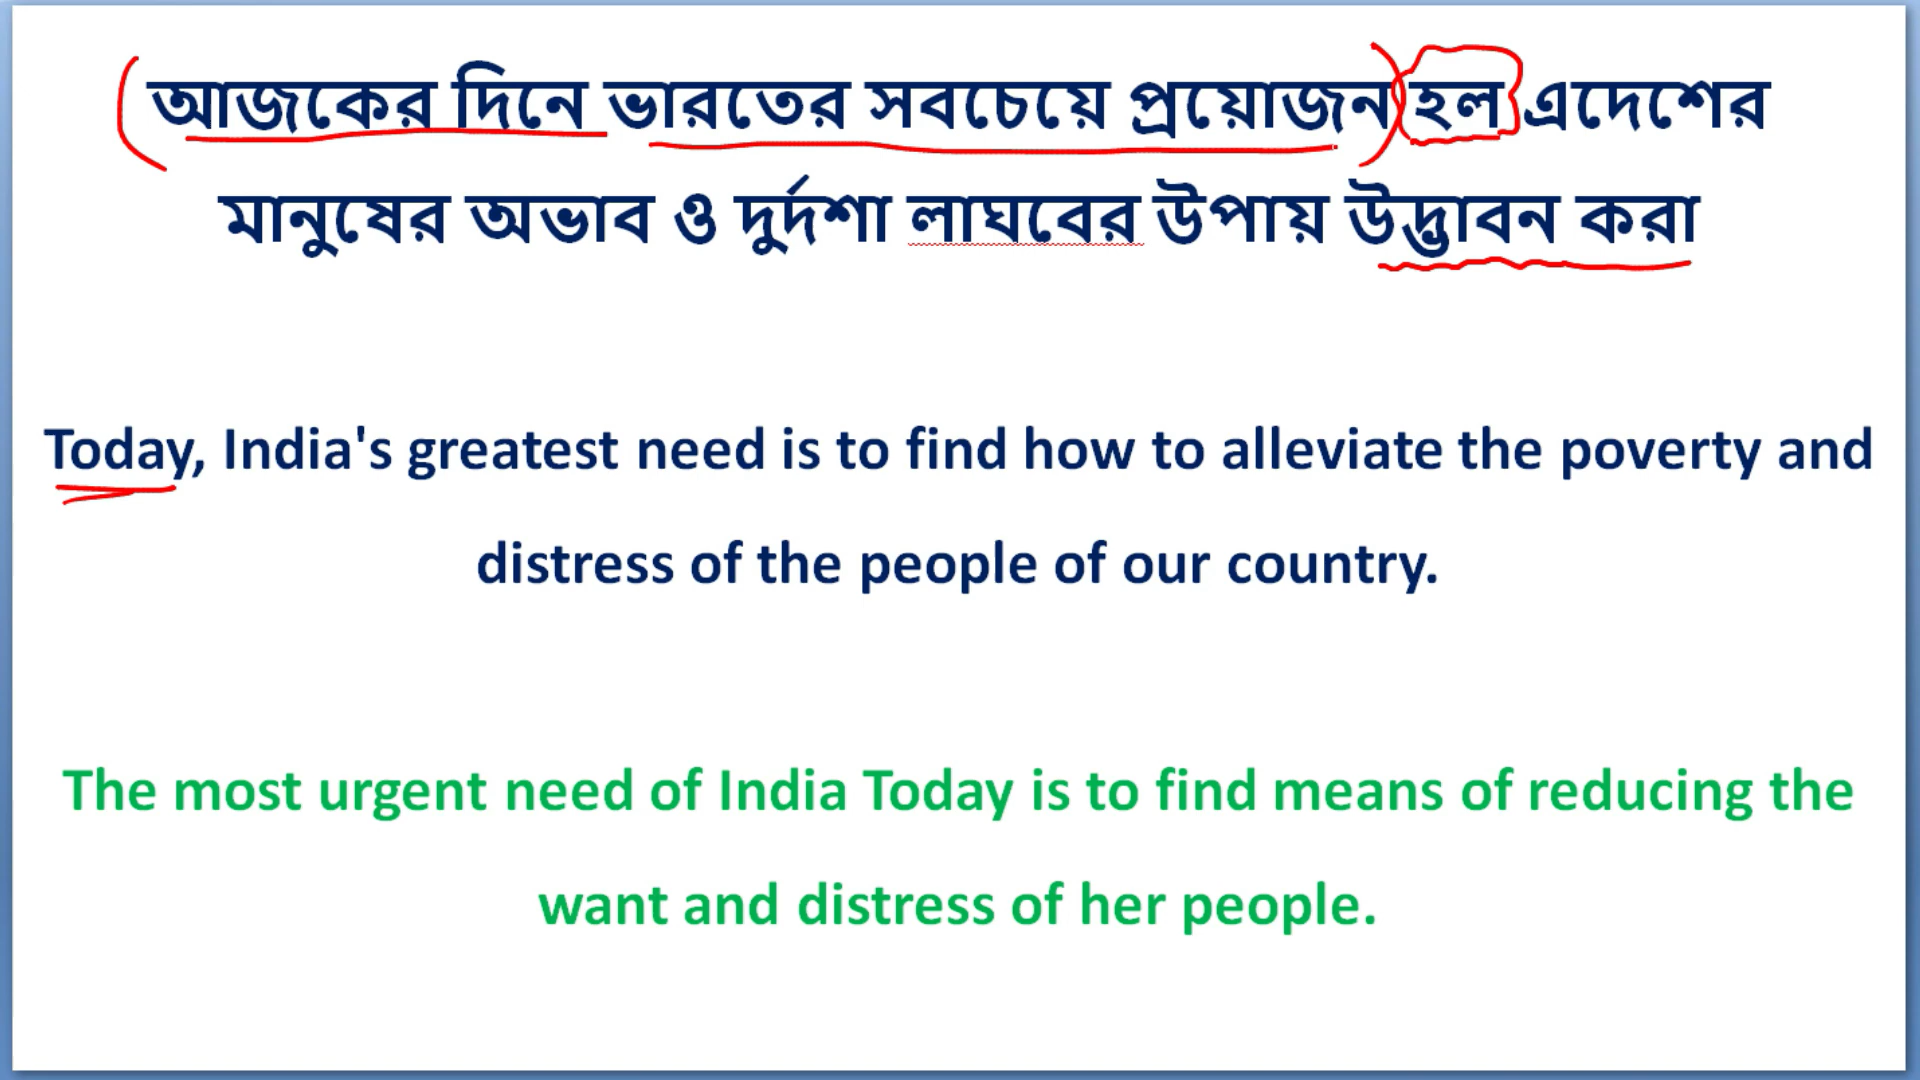 আজকের দিনে ভারতের সবচেয়ে প্রয়োজন হল এদেশের
মানুষের অভাব ও দুর্দশা লাঘবের উপায় উদ্ভাবন করা
Today, India's greatest need is to find how to alleviate the poverty and
distress of the people of our country.
The most urgent need of India Today is to find means of reducing the
want and distress of her people.